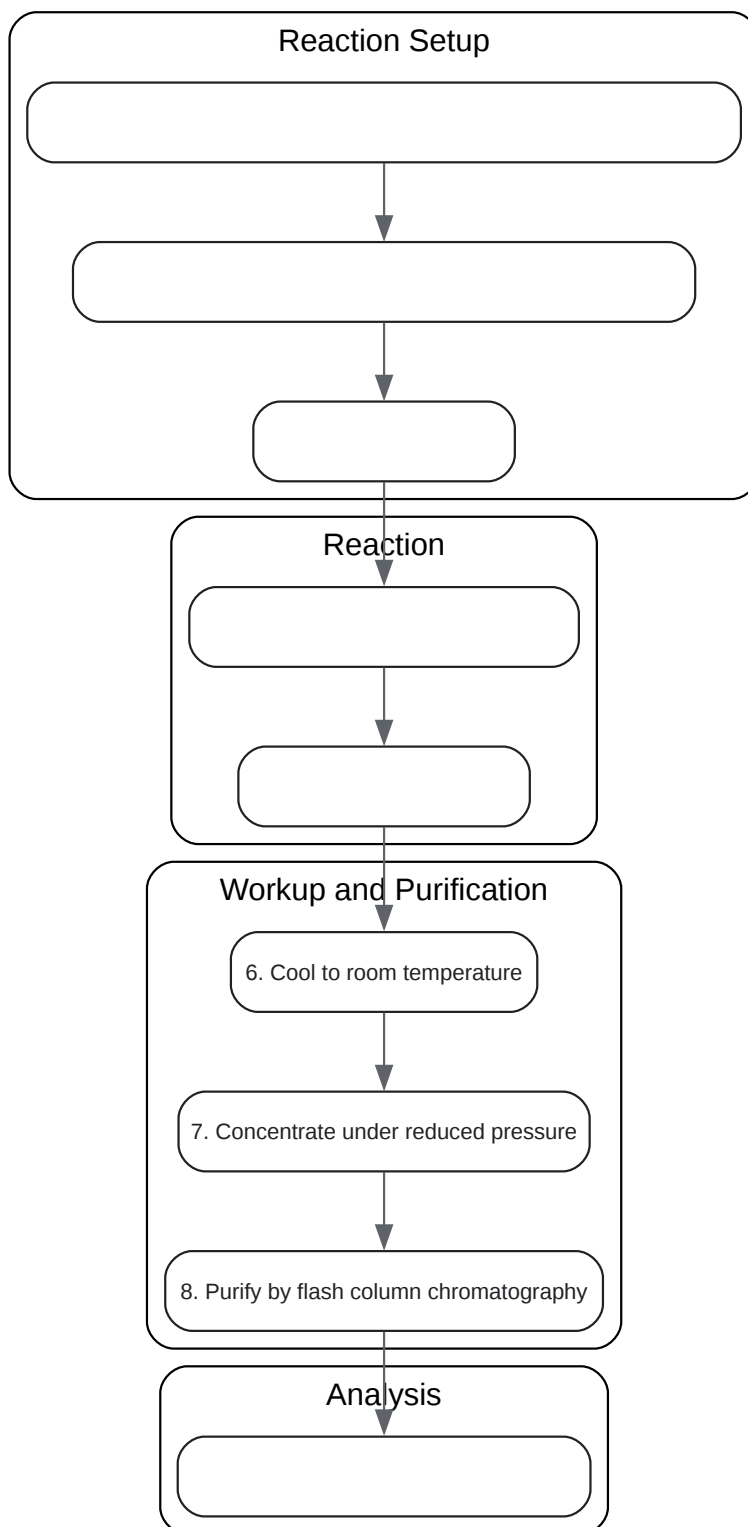 Reaction Setup
Reaction
Workup and Purification
6. Cool to room temperature
7. Concentrate under reduced pressure
8. Purify by flash column chromatography
Analysis